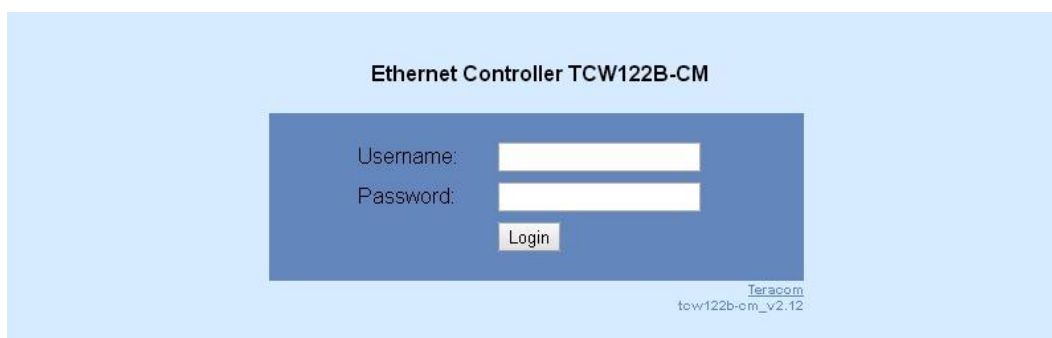 Ethernet Controller TCW122B-CM
Username:
Password:
Login
Teracom
tcw122b-cm_v2.12